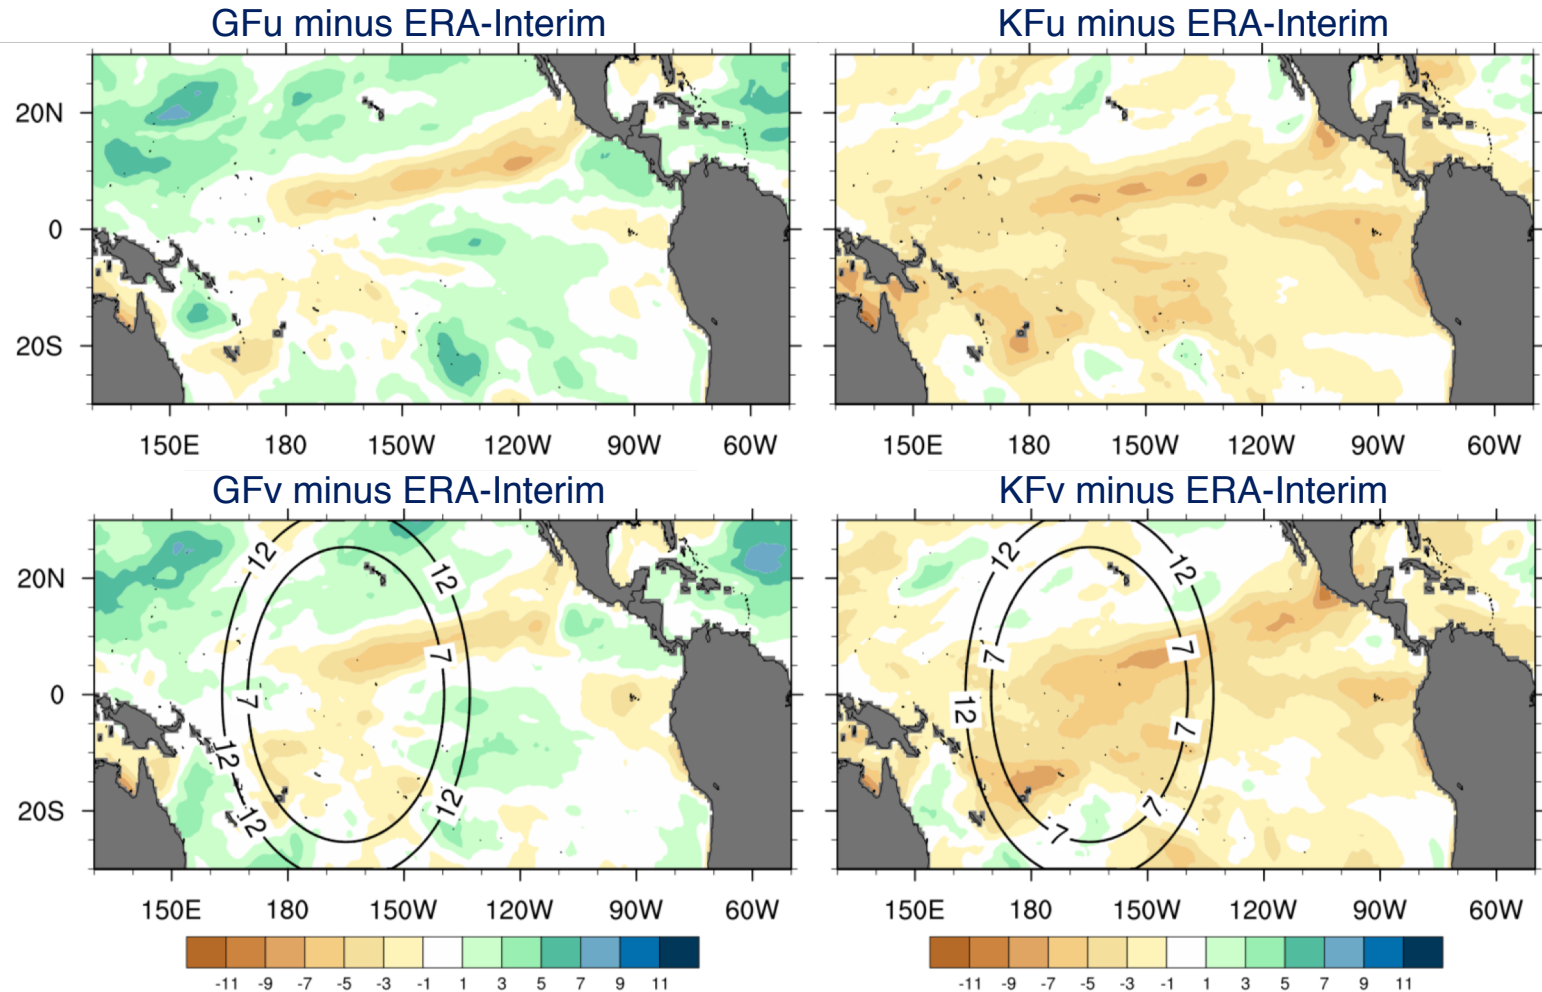 GFu minus ERA-Interim
KFu minus ERA-Interim
20N
0
20S
150E 180 150W 120W 90W 60W
150E 180 150W 120W 90W 60W
GFv minus ERA-Interim
KFv minus ERA-Interim
12
12
12
12
20N
7
7
7
0
7
12
7
12
20S
12
12
7
7
150E 180 150W 120W 90W 60W
150E 180 150W 120W 90W 60W
-11 -9 -7 -5 -3 -1 1 3 5 7 9 11
-11 -9 -7 -5 -3 -1 1 3 5 7 9 11